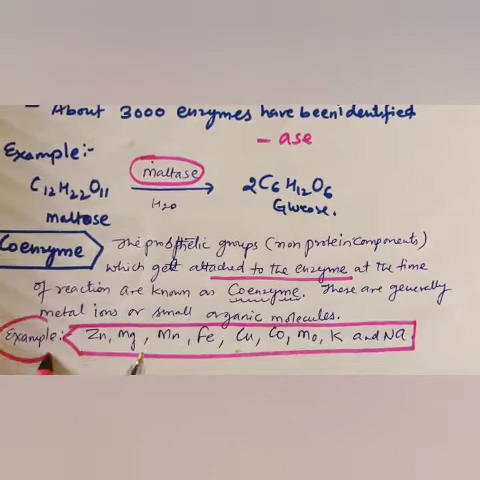 - About 3000 enzymes have been identified
- ase
Example:-
C12H22O11 maltase 2C6H12O6
H2O
maltose Glucose.
Coenzyme The prosthetic groups (non protein components)
which get attached to the enzyme at the time
of reaction are known as Coenzyme. These are generally
metal ions or small organic molecules.
Example:- Zn, Mg, Mn, Fe, Cu, Co, Mo, K and Na